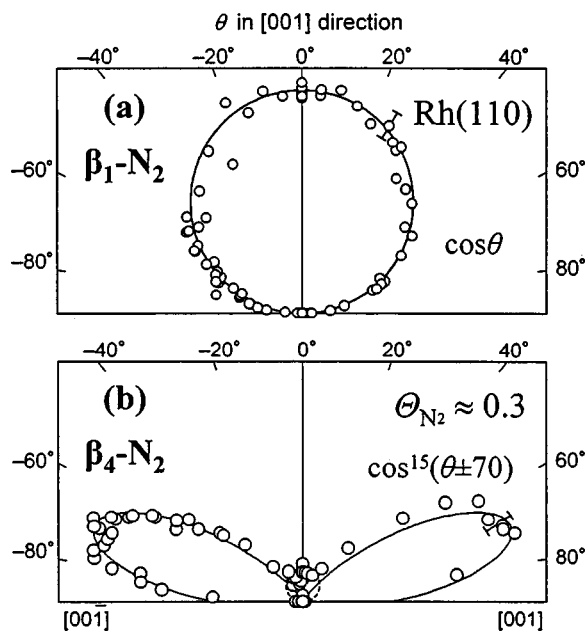 θ in [001] direction
–40° –20° 0° 20° 40°
(a)
Rh(110)
β₁-N₂
–60° 60°
cosθ
–80° 80°
–40° –20° 0° 20° 40°
(b)
Θ_N₂ ≈ 0.3
β₄-N₂
cos¹⁵(θ±70)
–60° 60°
–80° 80°
[001̅] [001]